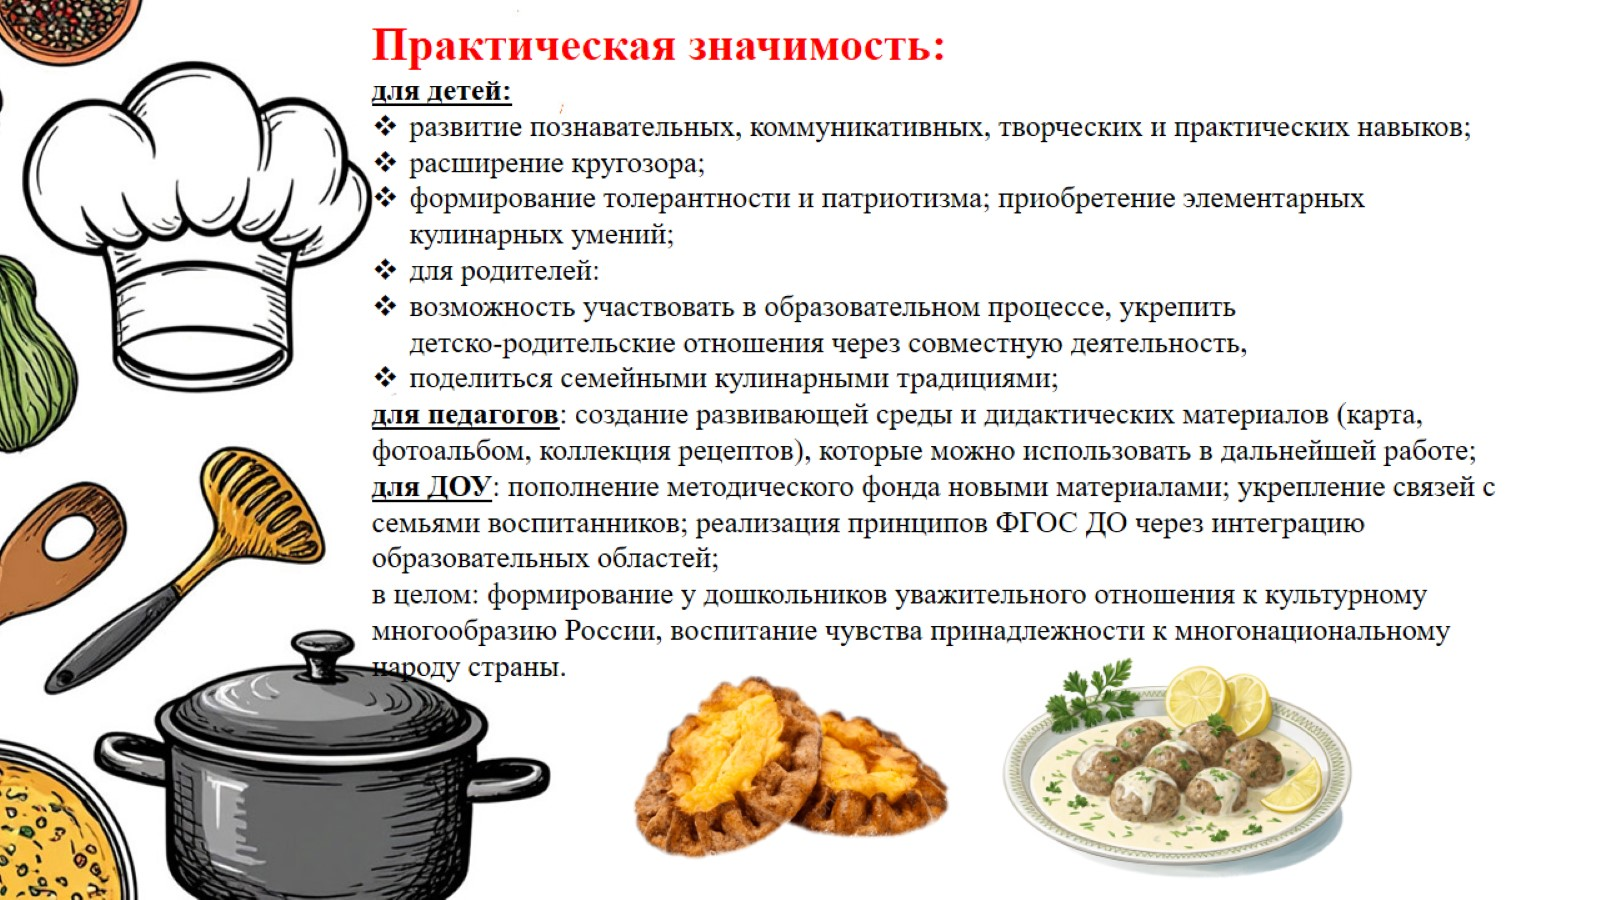 Практическая значимость:
для детей:
❖ развитие познавательных, коммуникативных, творческих и практических навыков;
❖ расширение кругозора;
❖ формирование толерантности и патриотизма; приобретение элементарных
кулинарных умений;
❖ для родителей:
❖ возможность участвовать в образовательном процессе, укрепить
детско-родительские отношения через совместную деятельность,
❖ поделиться семейными кулинарными традициями;
для педагогов: создание развивающей среды и дидактических материалов (карта,
фотоальбом, коллекция рецептов), которые можно использовать в дальнейшей работе;
для ДОУ: пополнение методического фонда новыми материалами; укрепление связей с
семьями воспитанников; реализация принципов ФГОС ДО через интеграцию
образовательных областей;
в целом: формирование у дошкольников уважительного отношения к культурному
многообразию России, воспитание чувства принадлежности к многонациональному
народу страны.